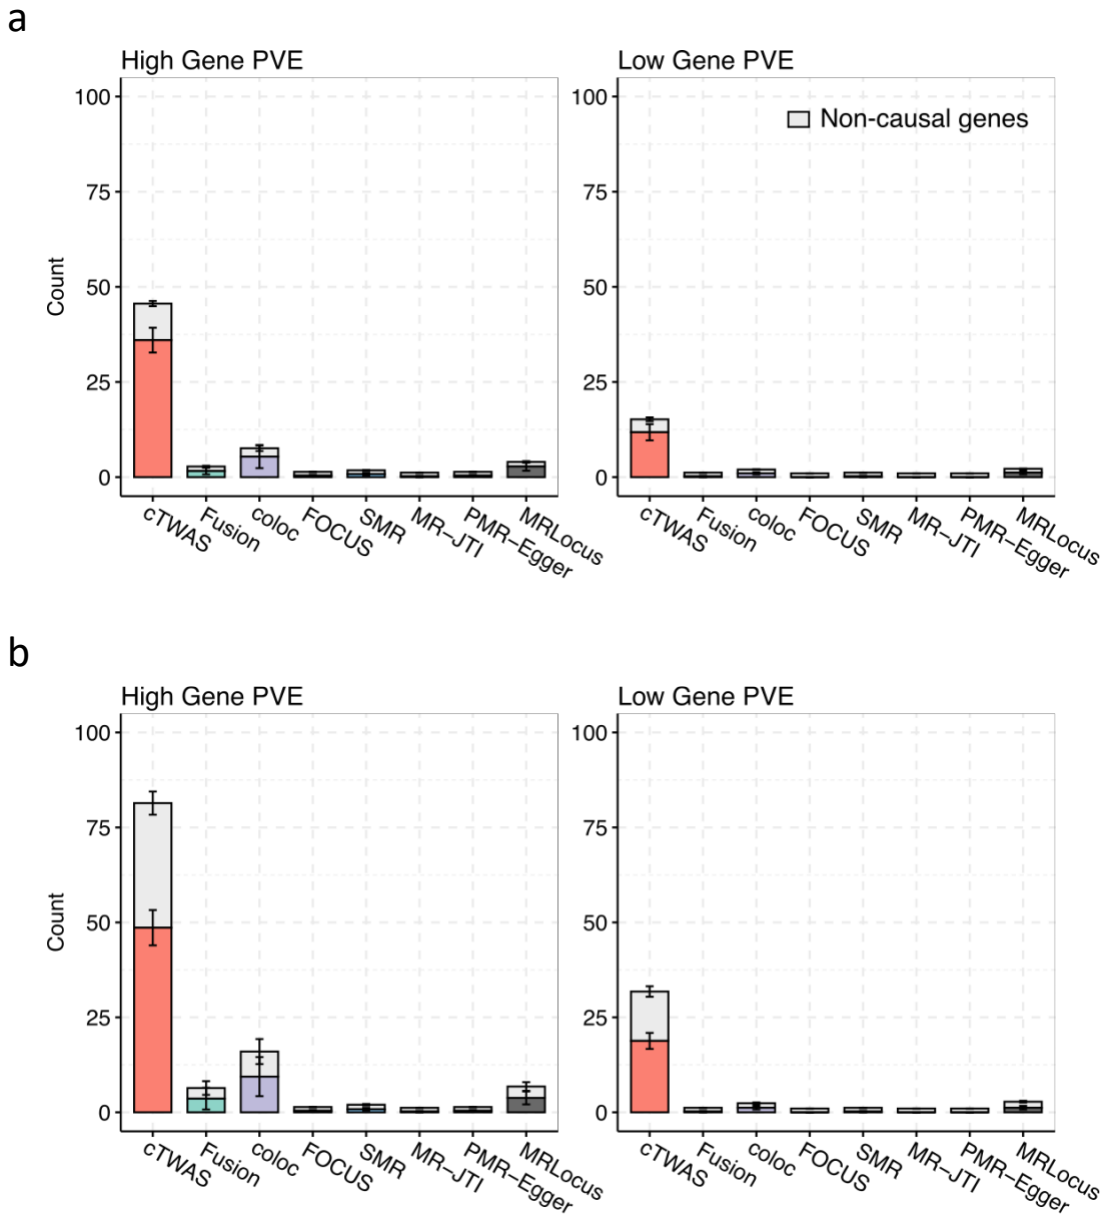 a
High Gene PVE
Low Gene PVE
100
75
50
25
0
Count
100
75
50
25
0
Non-causal genes
cTWAS
Fusion
coloc
FOCUS
SMR
MR-JTI
PMR-Egger
MRLocus
cTWAS
Fusion
coloc
FOCUS
SMR
MR-JTI
PMR-Egger
MRLocus
b
High Gene PVE
Low Gene PVE
100
75
50
25
0
Count
100
75
50
25
0
cTWAS
Fusion
coloc
FOCUS
SMR
MR-JTI
PMR-Egger
MRLocus
cTWAS
Fusion
coloc
FOCUS
SMR
MR-JTI
PMR-Egger
MRLocus